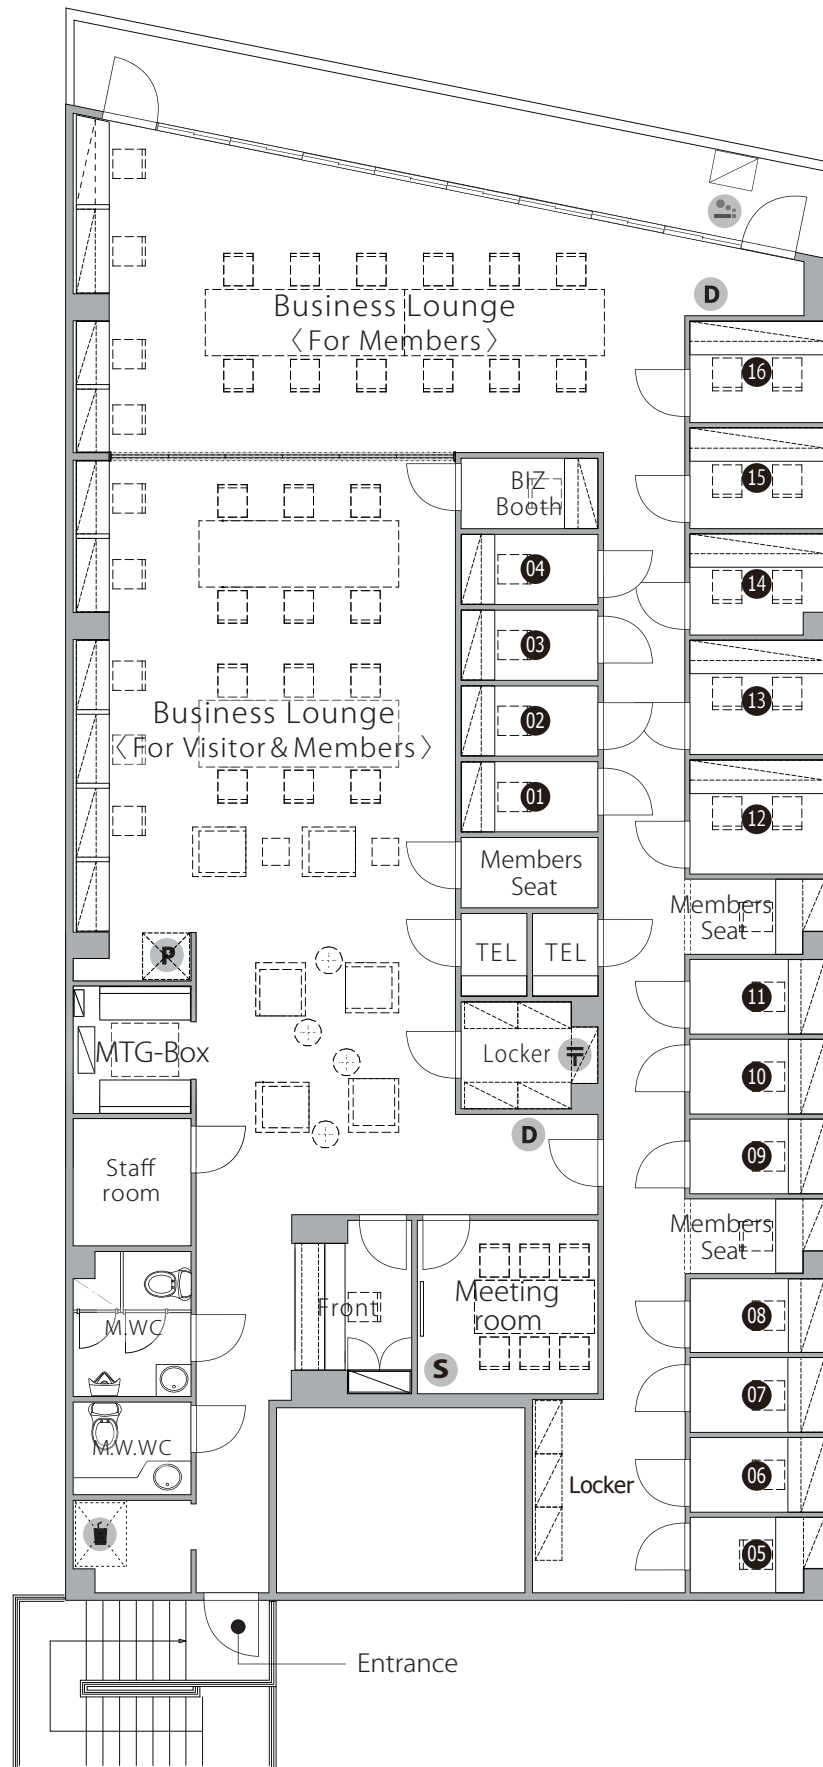 D
Business Lounge
〈For Members〉
16
BIZ
Booth
15
04
14
03
13
Business Lounge
〈For Visitor&Members〉
02
01
12
Members
Seat
Members
Seat
P
TEL
TEL
11
MTG-Box
Locker
〒
10
D
09
Staff
room
Members
Seat
Front
Meeting
room
08
M.WC
S
07
M.W.WC
06
Locker
05
Entrance